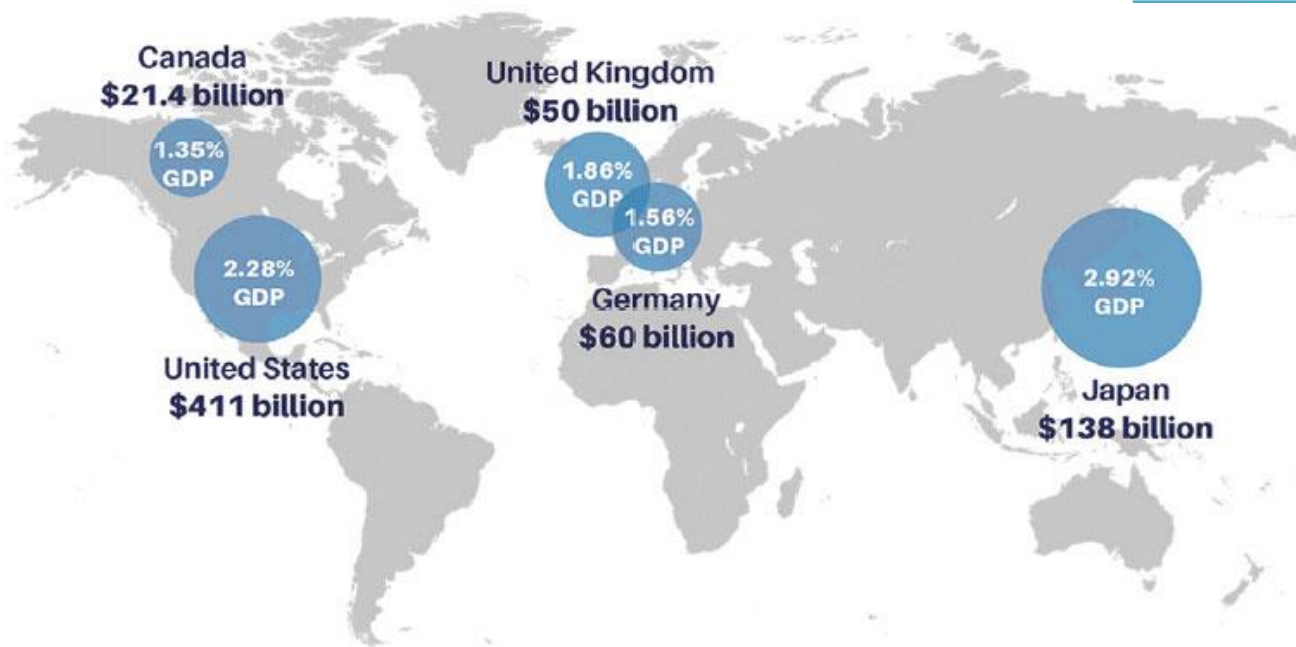 Canada
$21.4 billion
1.35%
GDP
United Kingdom
$50 billion
1.86%
GDP
1.56%
GDP
Germany
$60 billion
2.28%
GDP
United States
$411 billion
2.92%
GDP
Japan
$138 billion